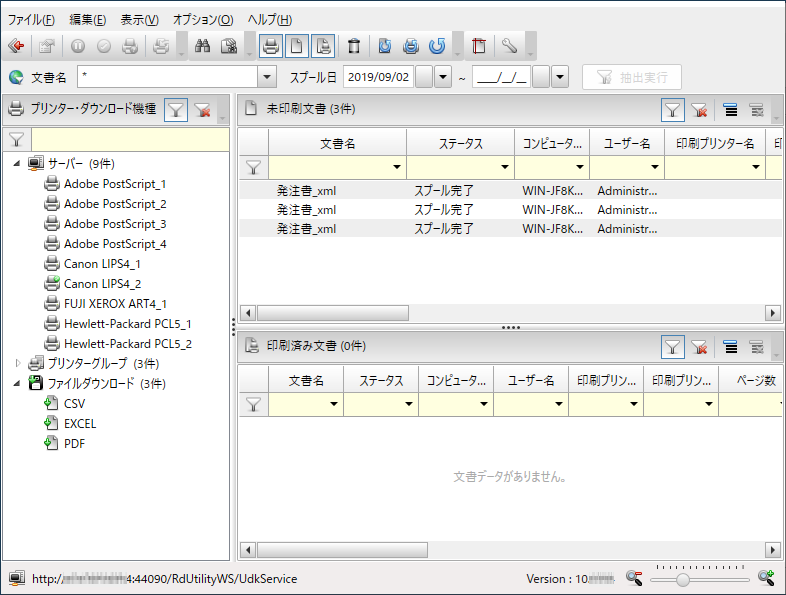 ファイル(F) 編集(E) 表示(V) オプション(O) ヘルプ(H)
文書名 * スプール日 2019/09/02 ~ ___/__/__ 抽出実行
プリンター・ダウンロード機種
サーバー (9件)
Adobe PostScript_1
Adobe PostScript_2
Adobe PostScript_3
Adobe PostScript_4
Canon LIPS4_1
Canon LIPS4_2
FUJI XEROX ART4_1
Hewlett-Packard PCL5_1
Hewlett-Packard PCL5_2
プリンターグループ (3件)
ファイルダウンロード (3件)
CSV
EXCEL
PDF
未印刷文書 (3件)
文書名 ステータス コンピュータ... ユーザー名 印刷プリンター名 印
発注書_xml スプール完了 WIN-JF8K... Administr...
発注書_xml スプール完了 WIN-JF8K... Administr...
発注書_xml スプール完了 WIN-JF8K... Administr...
印刷済み文書 (0件)
文書名 ステータス コンピュータ... ユーザー名 印刷プリン... 印刷プリン... ページ数
文書データがありません。
http:/ 4:44090/RdUtilityWS/UdkService Version : 10